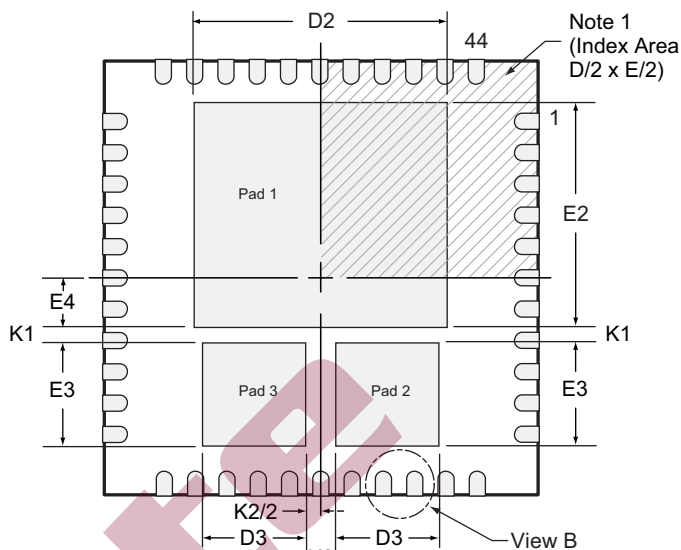 D2
44
Note 1
(Index Area
D/2 x E/2)
1
Pad 1
E2
E4
K1
K1
E3
Pad 3
Pad 2
E3
K2/2
D3
D3
View B